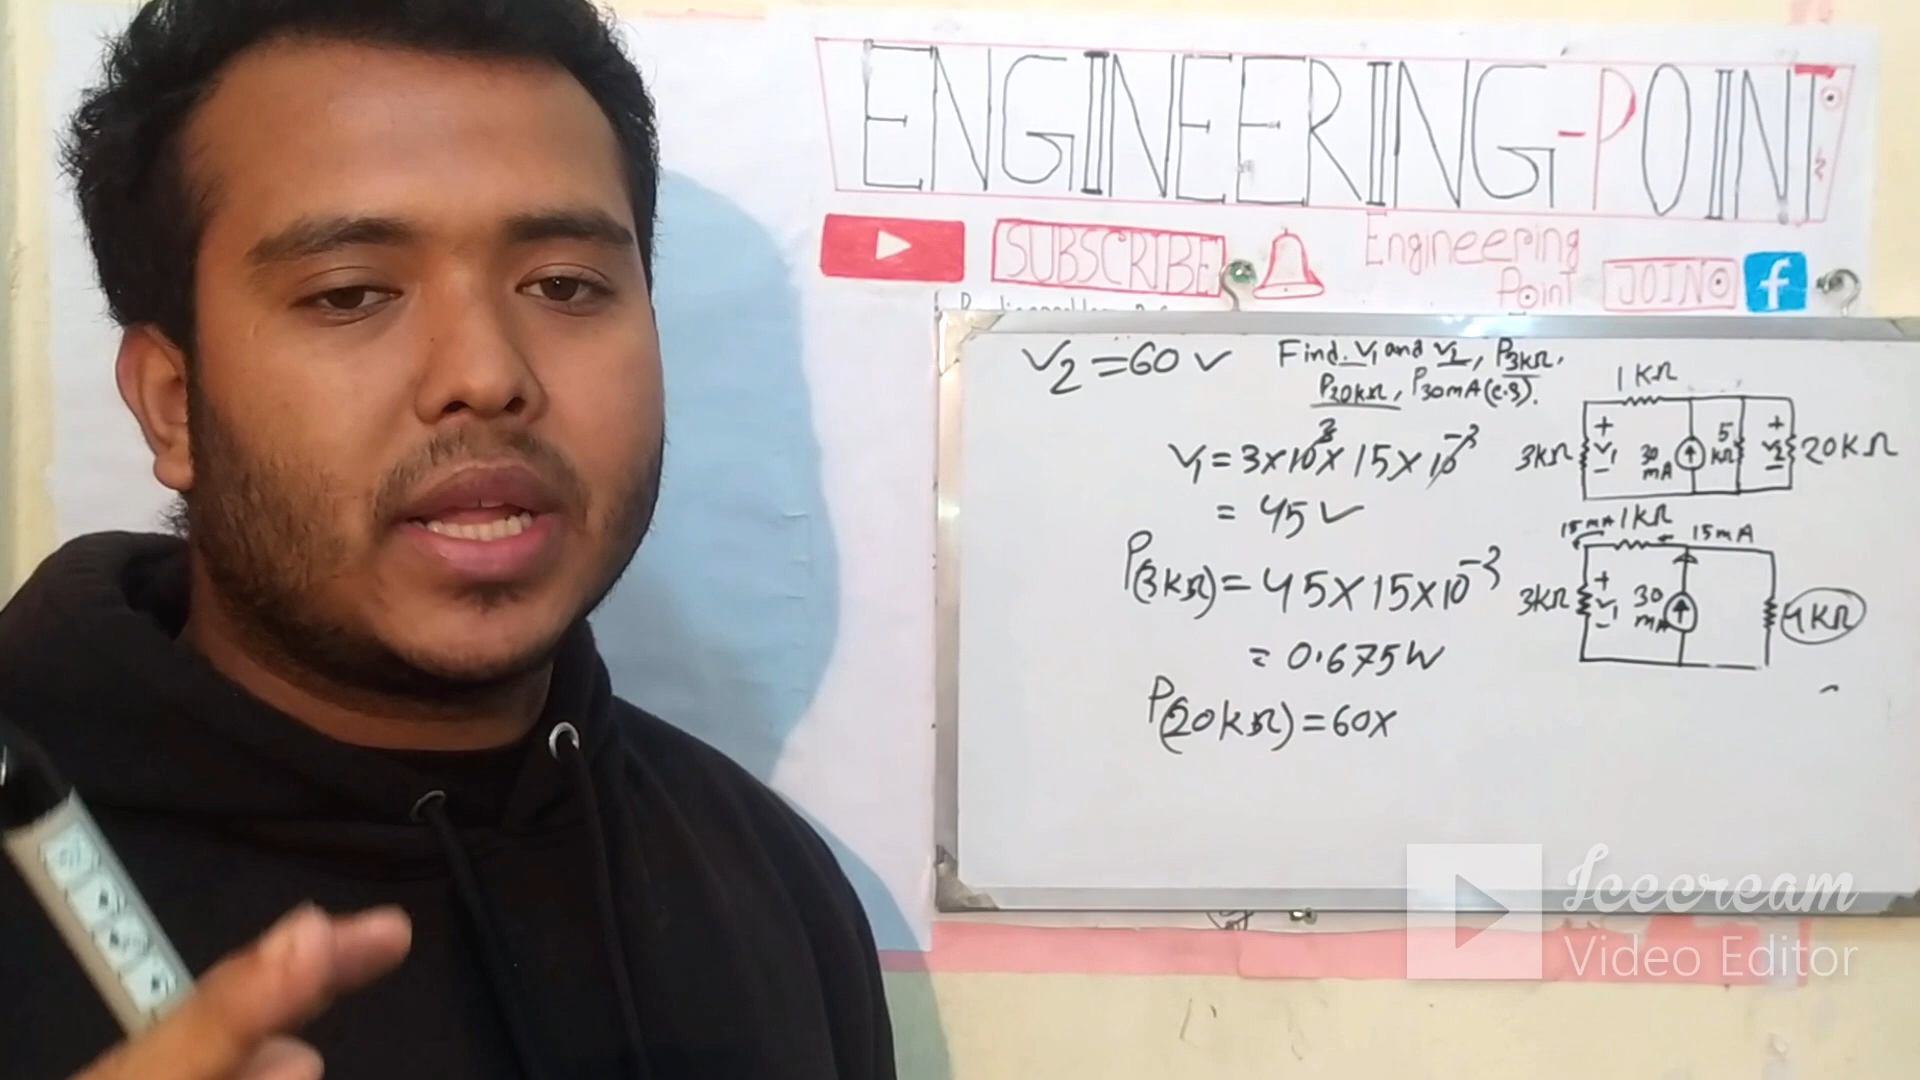 ENGINEERING-POINT
SUBSCRIBE
Engineering
Point
JOIN
f
V2 = 60 V
Find V1 and V2, P3kΩ,
P20kΩ, P30mA(c.s).
V1 = 3×10³×15×10⁻³
= 45 V
P(3kΩ) = 45×15×10⁻³
= 0.675W
P(20kΩ) = 60×
1 KΩ
3KΩ
+
V1
-
30
mA
5
KΩ
+
V2
-
20KΩ
15mA
1KΩ
15mA
3KΩ
+
V1
-
30
mA
4KΩ
Icecream
Video Editor